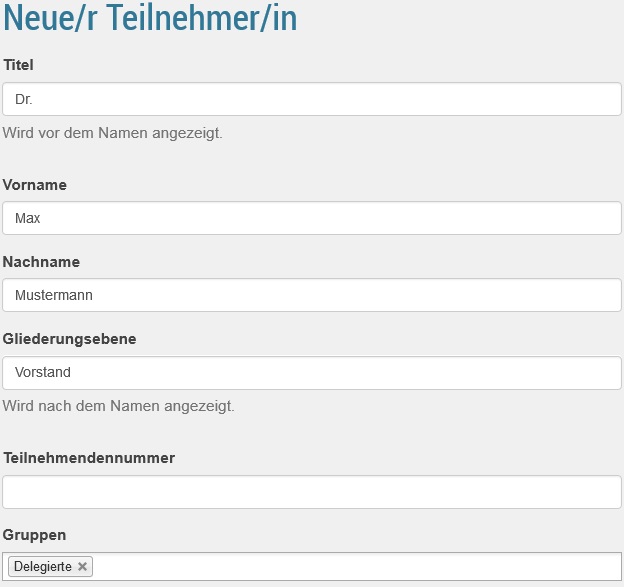 Neue/r Teilnehmer/in
Titel
Dr.
Wird vor dem Namen angezeigt.
Vorname
Max
Nachname
Mustermann
Gliederungsebene
Vorstand
Wird nach dem Namen angezeigt.
Teilnehmendennummer
Gruppen
Delegierte ×